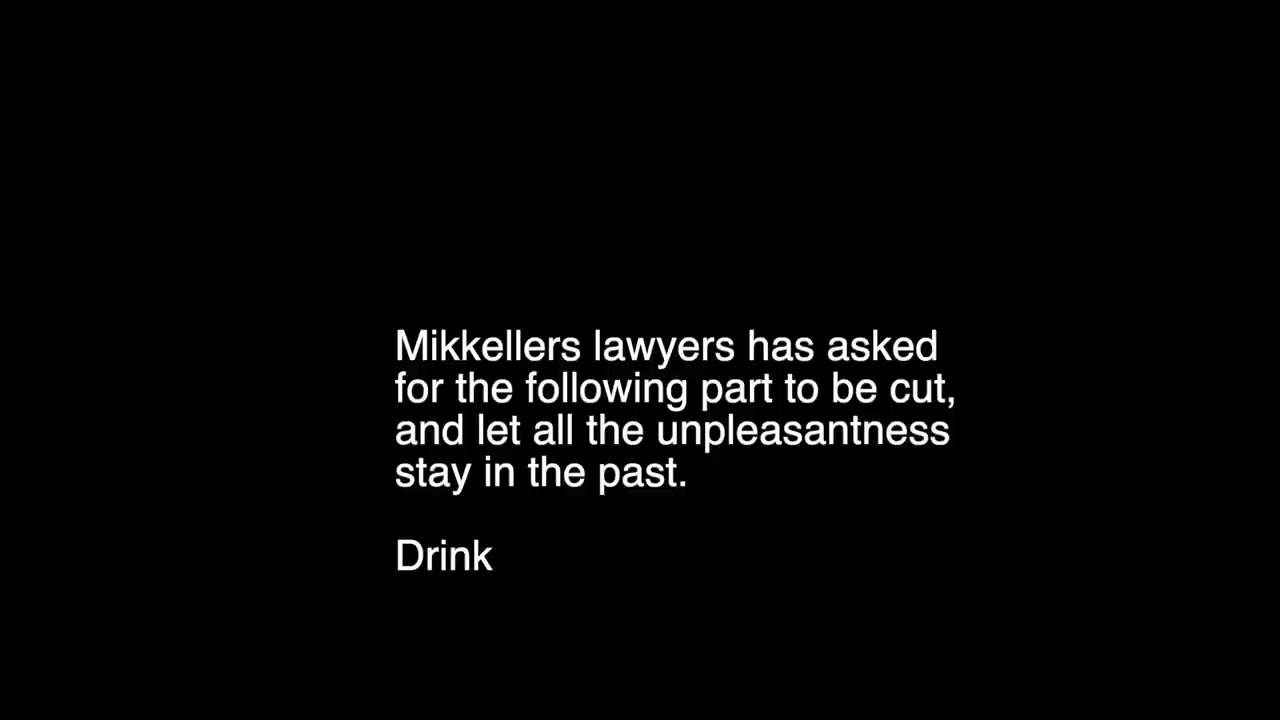 Mikkellers lawyers has asked
for the following part to be cut,
and let all the unpleasantness
stay in the past.
Drink